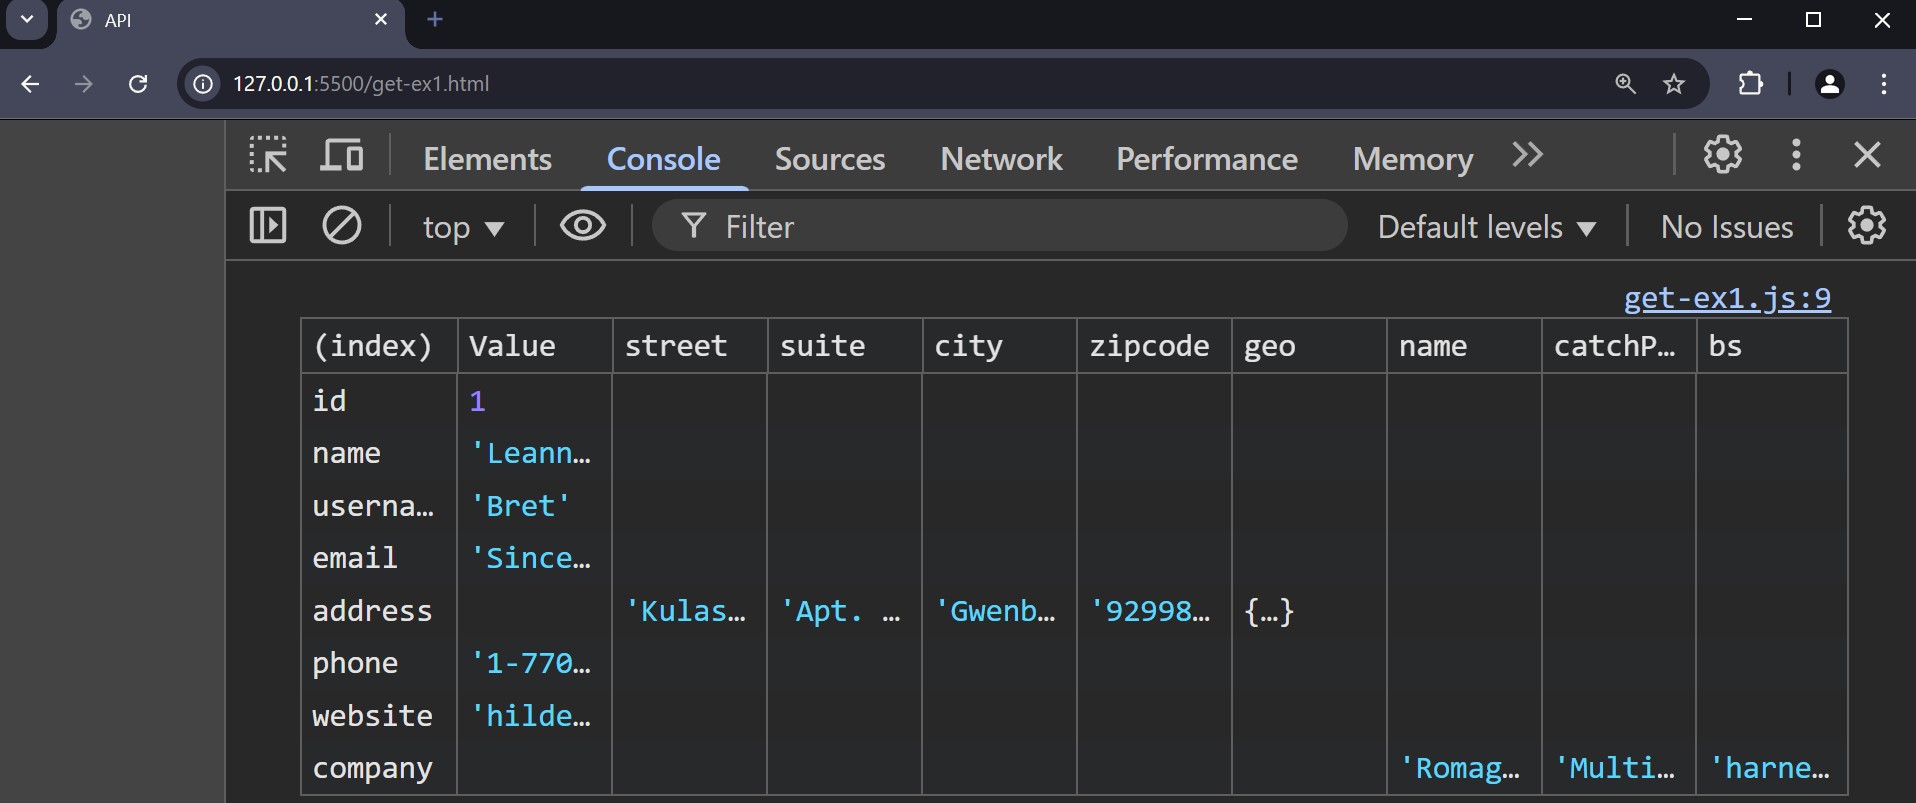 API
127.0.0.1:5500/get-ex1.html
Elements Console Sources Network Performance Memory
top Filter Default levels No Issues
get-ex1.js:9
(index) Value street suite city zipcode geo name catchP… bs
id 1
name 'Leann…
userna… 'Bret'
email 'Since…
address 'Kulas… 'Apt. … 'Gwenb… '92998… {…}
phone '1-770…
website 'hilde…
company 'Romag… 'Multi… 'harne…